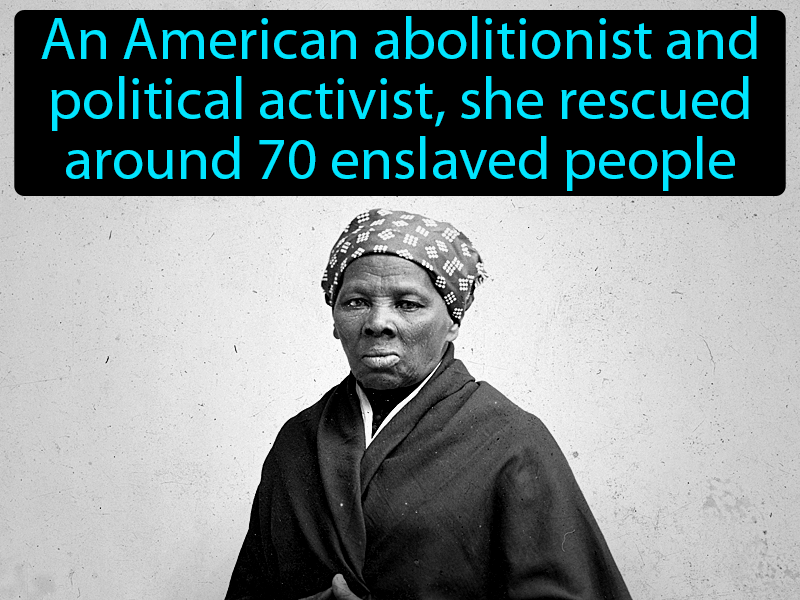 An American abolitionist and
political activist, she rescued
around 70 enslaved people